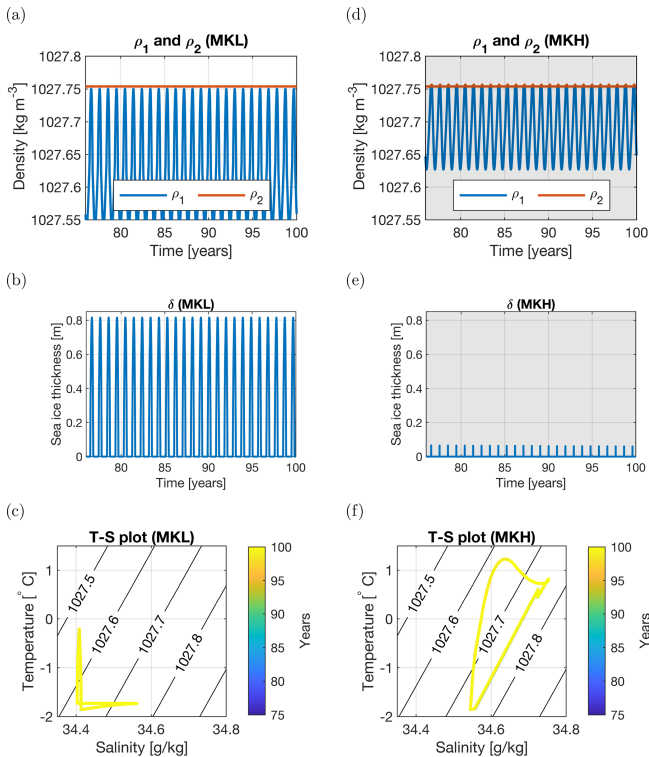 (a)
ρ1 and ρ2 (MKL)
Density [kg m-3]
1027.8
1027.75
1027.7
1027.65
1027.6
1027.55
ρ1 ρ2
80 85 90 95 100
Time [years]
(d)
ρ1 and ρ2 (MKH)
Density [kg m-3]
1027.8
1027.75
1027.7
1027.65
1027.6
1027.55
ρ1 ρ2
80 85 90 95 100
Time [years]
(b)
δ (MKL)
Sea ice thickness [m]
0.8
0.6
0.4
0.2
0
80 85 90 95 100
Time [years]
(e)
δ (MKH)
Sea ice thickness [m]
0.8
0.6
0.4
0.2
0
80 85 90 95 100
Time [years]
(c)
T-S plot (MKL)
Temperature [° C]
1
0
-1
-2
1027.5
1027.6
1027.7
1027.8
34.4 34.6 34.8
Salinity [g/kg]
100
95
90
85
80
75
Years
(f)
T-S plot (MKH)
Temperature [° C]
1
0
-1
-2
1027.5
1027.6
1027.7
1027.8
34.4 34.6 34.8
Salinity [g/kg]
100
95
90
85
80
75
Years